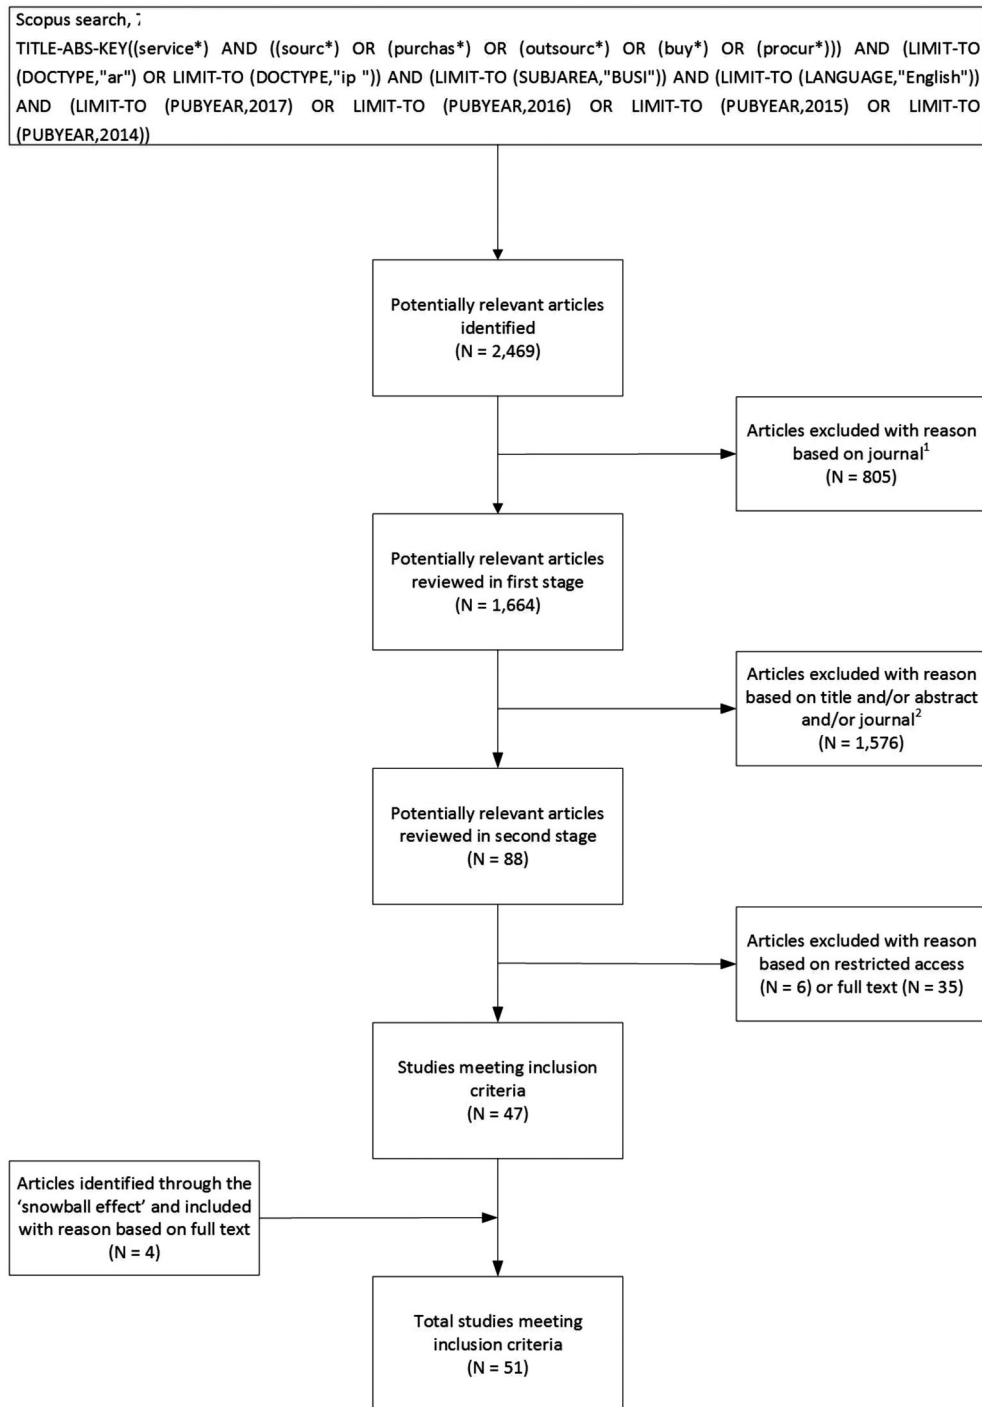 Scopus search,
TITLE-ABS-KEY((service*) AND ((sourc*) OR (purchas*) OR (outsourc*) OR (buy*) OR (procur*))) AND (LIMIT-TO
(DOCTYPE,"ar") OR LIMIT-TO (DOCTYPE,"ip ")) AND (LIMIT-TO (SUBJAREA,"BUSI")) AND (LIMIT-TO (LANGUAGE,"English"))
AND (LIMIT-TO (PUBYEAR,2017) OR LIMIT-TO (PUBYEAR,2016) OR LIMIT-TO (PUBYEAR,2015) OR LIMIT-TO
(PUBYEAR,2014))
Potentially relevant articles
identified
(N = 2,469)
Articles excluded with reason
based on journal1
(N = 805)
Potentially relevant articles
reviewed in first stage
(N = 1,664)
Articles excluded with reason
based on title and/or abstract
and/or journal2
(N = 1,576)
Potentially relevant articles
reviewed in second stage
(N = 88)
Articles excluded with reason
based on restricted access
(N = 6) or full text (N = 35)
Studies meeting inclusion
criteria
(N = 47)
Articles identified through the
‘snowball effect’ and included
with reason based on full text
(N = 4)
Total studies meeting
inclusion criteria
(N = 51)